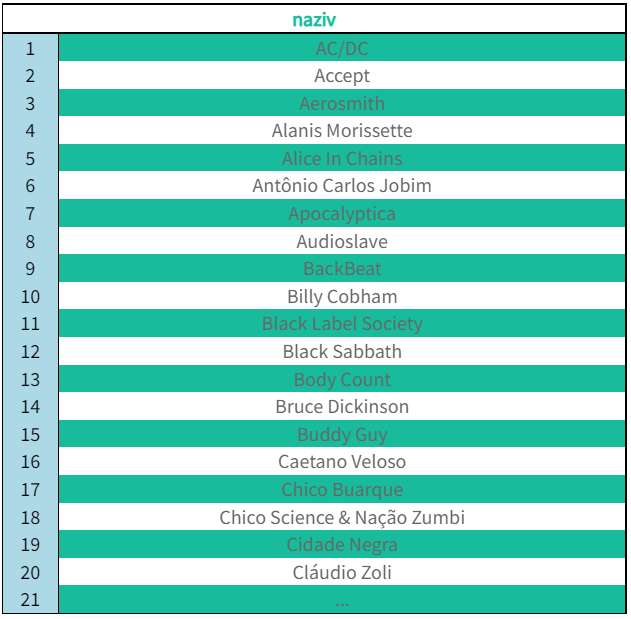 naziv
1 AC/DC
2 Accept
3 Aerosmith
4 Alanis Morissette
5 Alice In Chains
6 Antônio Carlos Jobim
7 Apocalyptica
8 Audioslave
9 BackBeat
10 Billy Cobham
11 Black Label Society
12 Black Sabbath
13 Body Count
14 Bruce Dickinson
15 Buddy Guy
16 Caetano Veloso
17 Chico Buarque
18 Chico Science & Nação Zumbi
19 Cidade Negra
20 Cláudio Zoli
21 ...